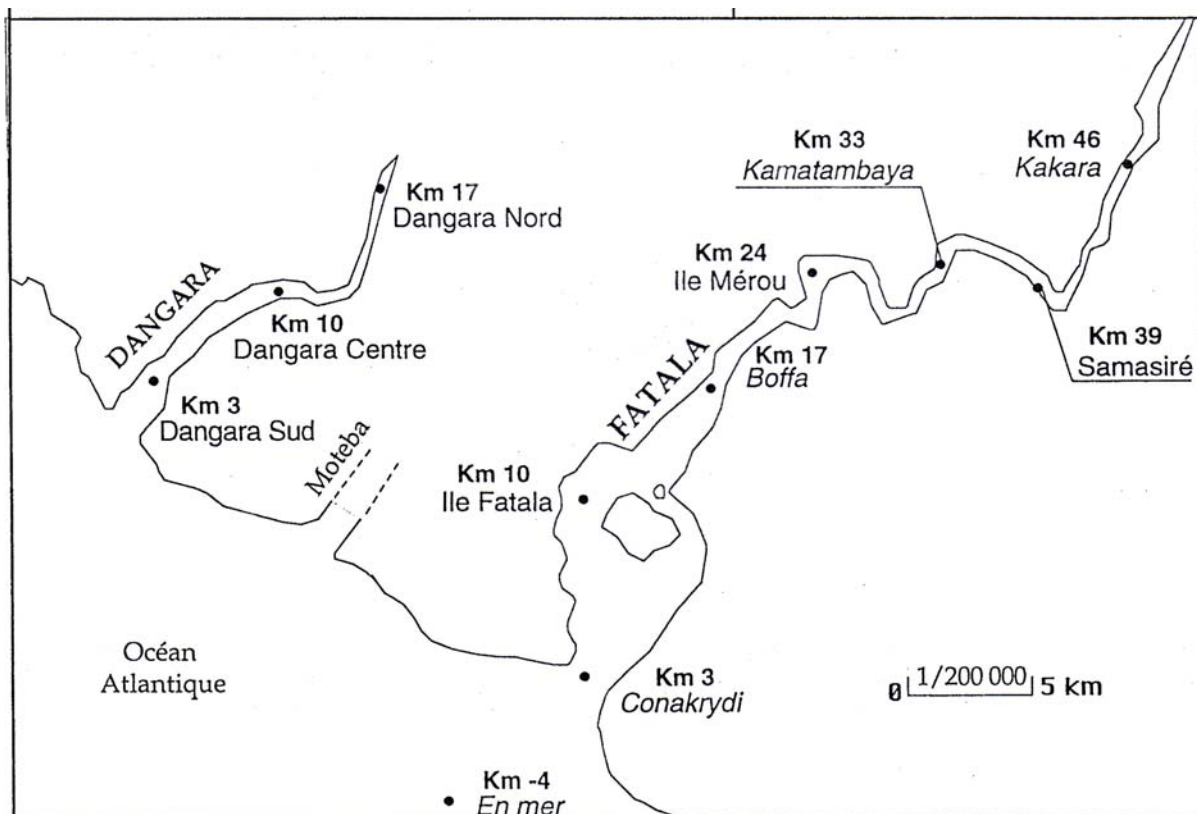 Km 33
Kamatambaya
Km 46
Kakara
Km 17
Dangara Nord
Km 24
Ile Mérou
DANGARA
Km 10
Dangara Centre
Km 39
Samasiré
Km 17
Boffa
FATALA
Km 3
Dangara Sud
Moteba
Km 10
Ile Fatala
Océan
Atlantique
Km 3
Conakrydi
0 1/200 000 5 km
Km -4
En mer